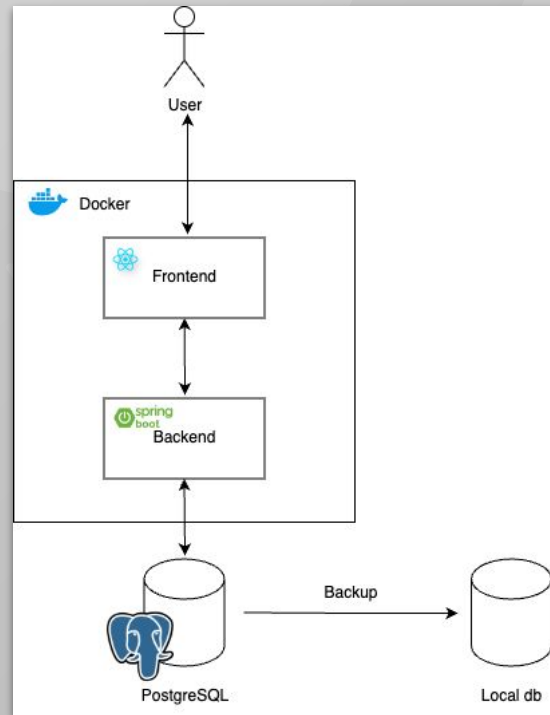 User
Docker
Frontend
spring
boot
Backend
Backup
PostgreSQL
Local db